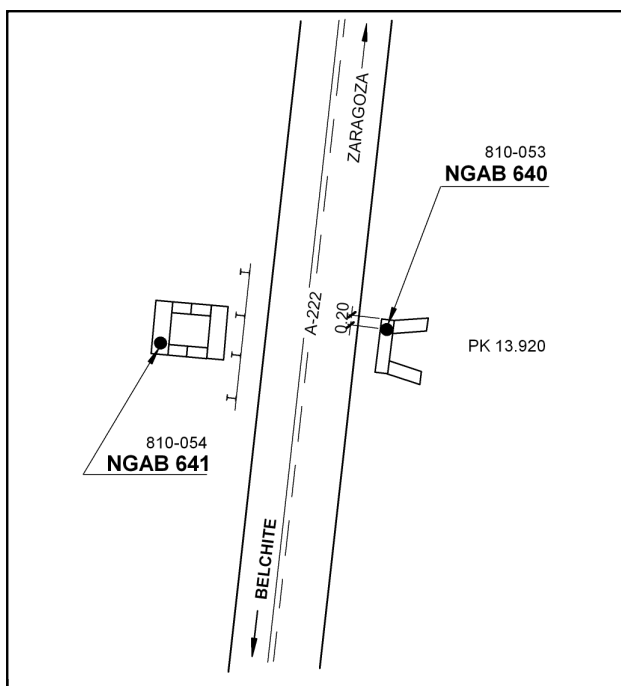 ZARAGOZA
810-053
NGAB 640
A-222
0.20
PK 13.920
810-054
NGAB 641
BELCHITE